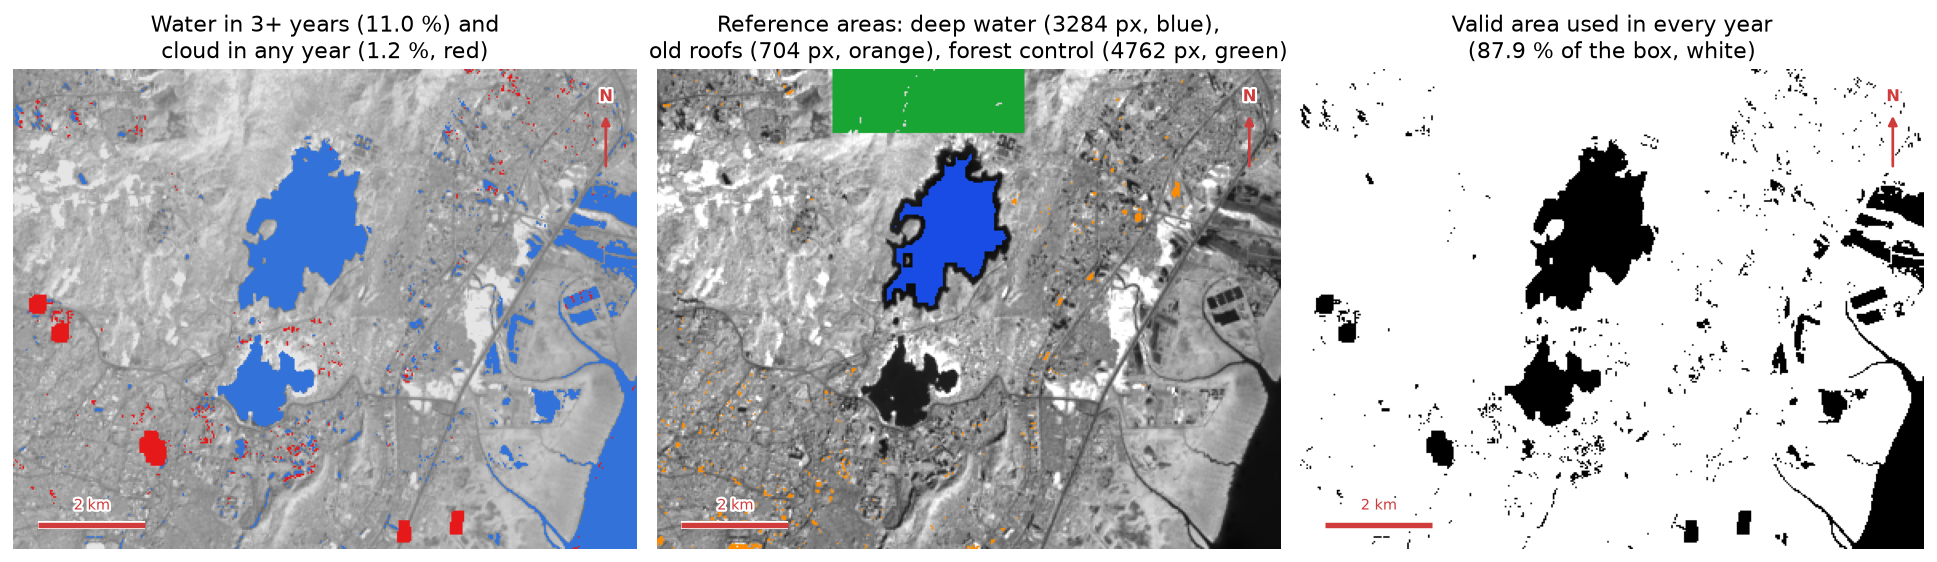 Water in 3+ years (11.0 %) and
cloud in any year (1.2 %, red)
N
2 km
Reference areas: deep water (3284 px, blue),
old roofs (704 px, orange), forest control (4762 px, green)
N
2 km
Valid area used in every year
(87.9 % of the box, white)
N
2 km